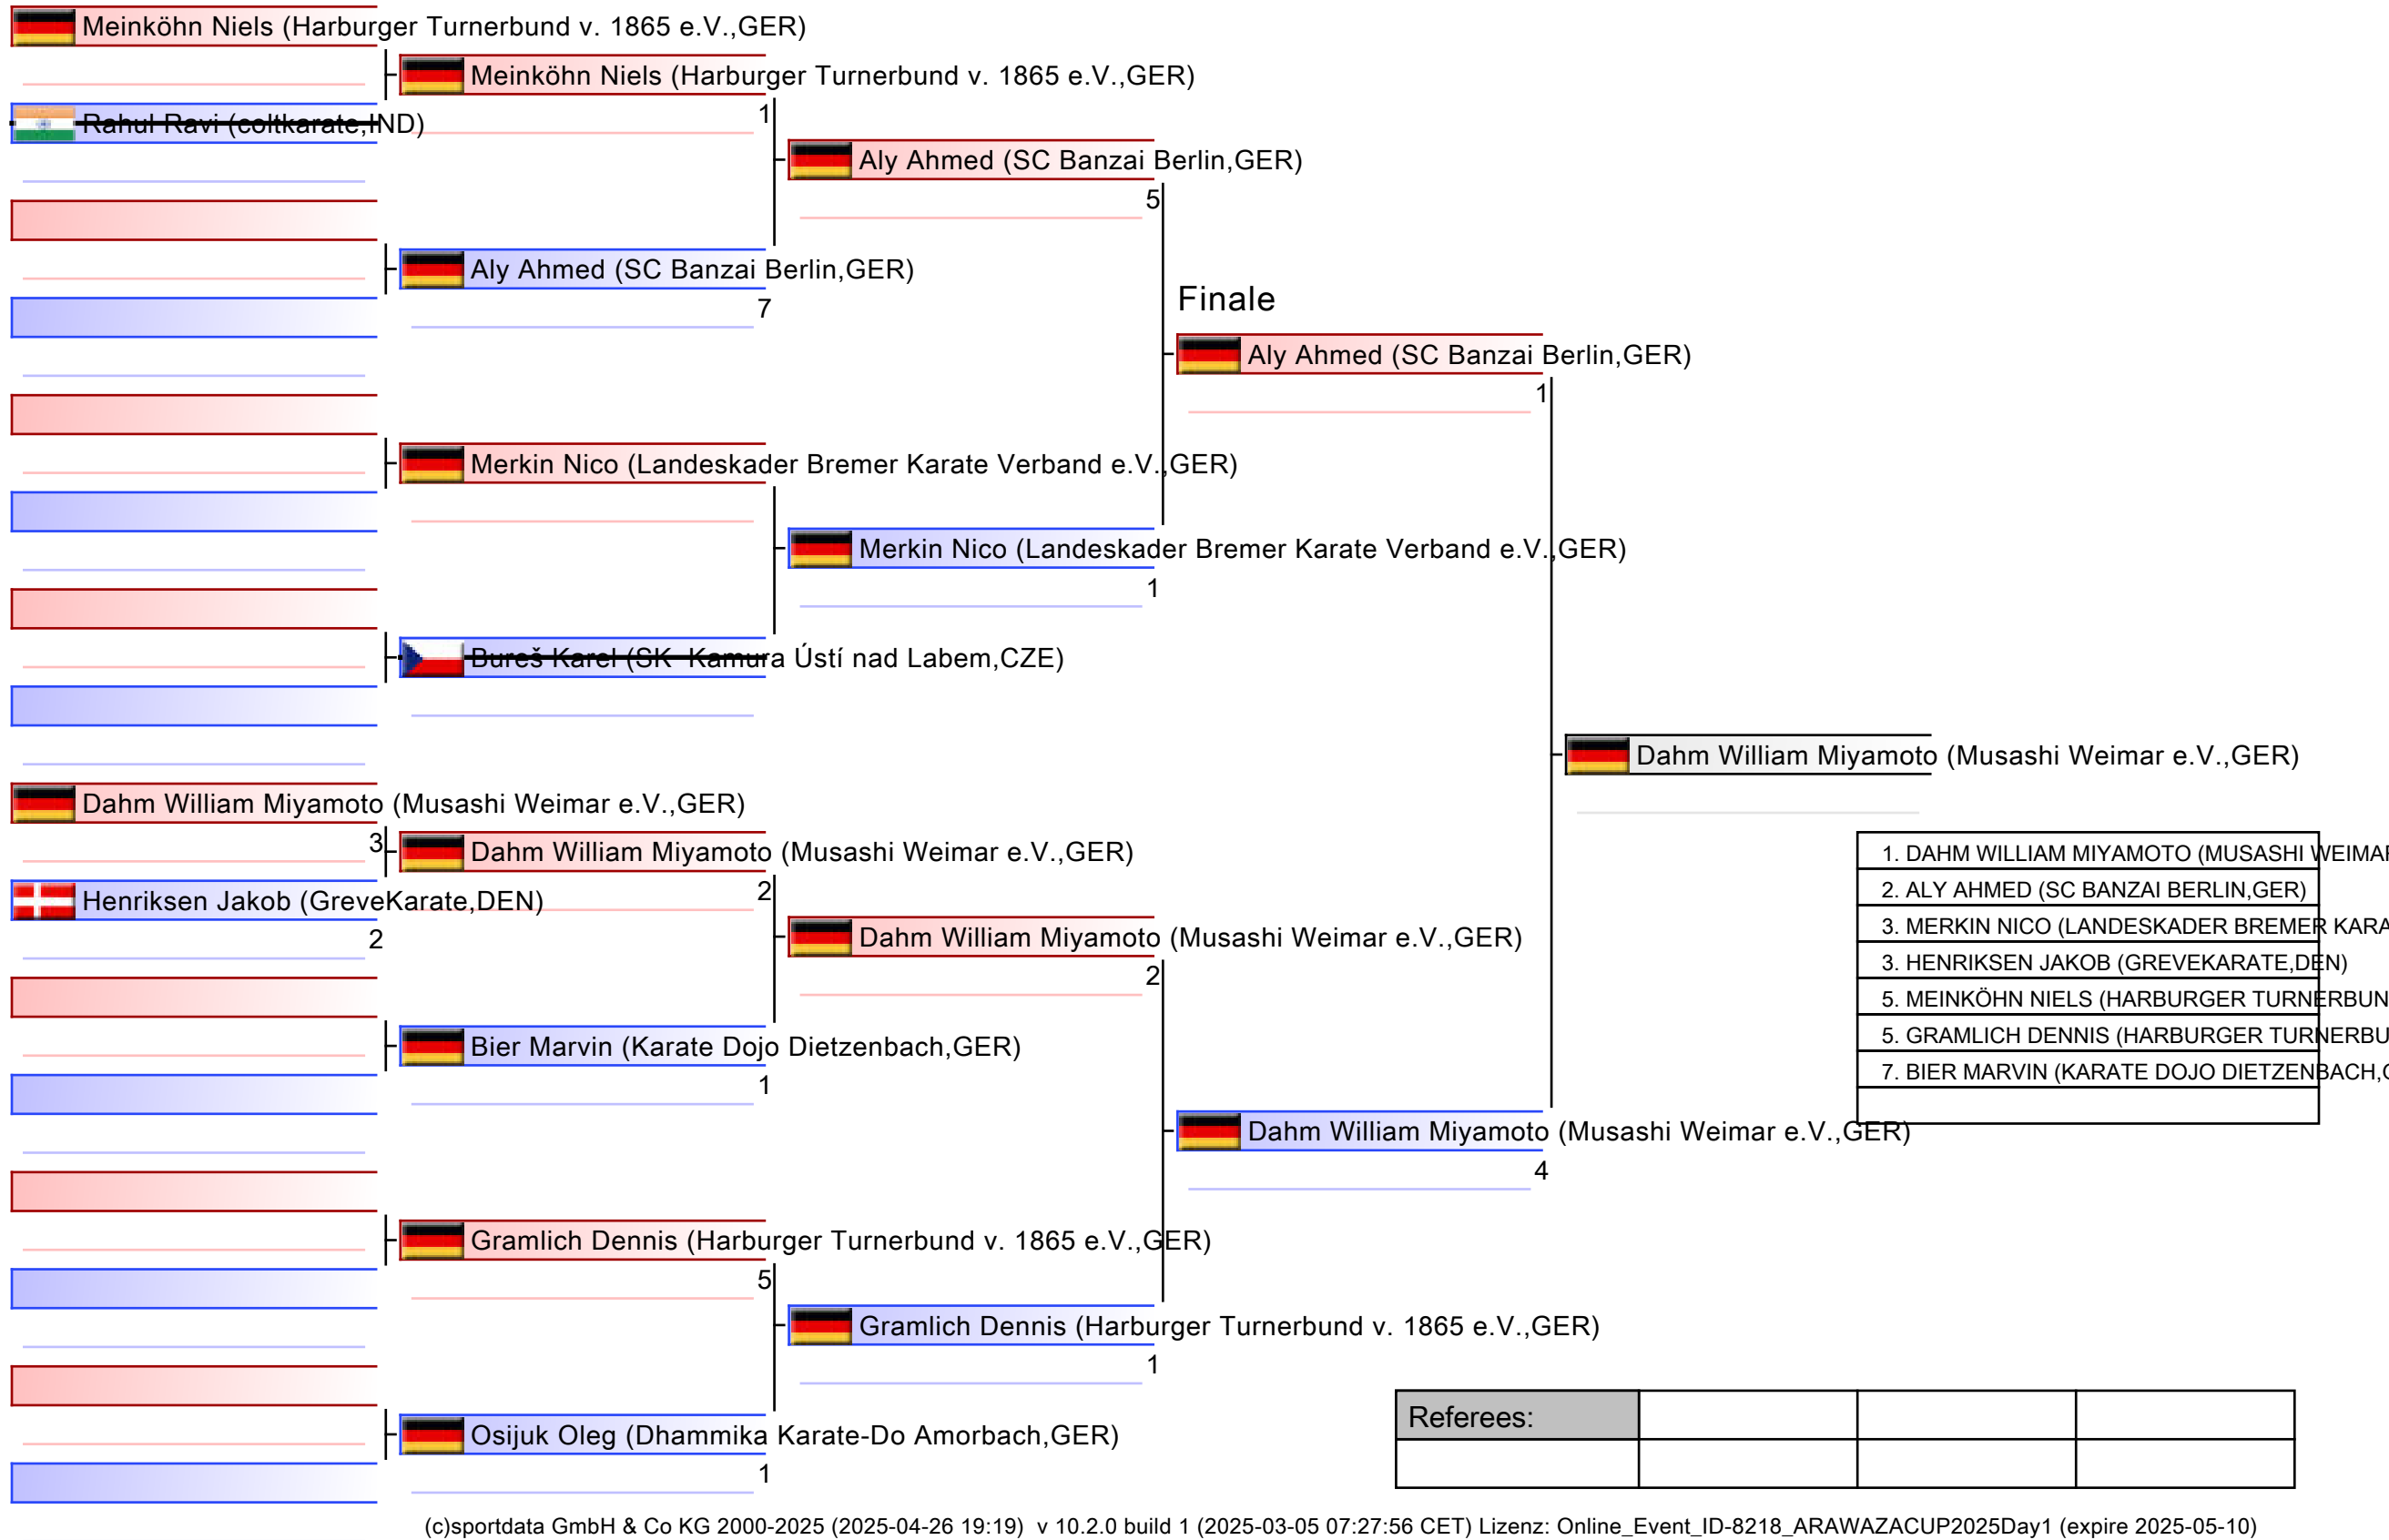 Meinköhn Niels (Harburger Turnerbund v. 1865 e.V.,GER)
Rahul Ravi (coltkarate,IND)
Dahm William Miyamoto (Musashi Weimar e.V.,GER)
3
Henriksen Jakob (GreveKarate,DEN)
2
Meinköhn Niels (Harburger Turnerbund v. 1865 e.V.,GER)
1
Aly Ahmed (SC Banzai Berlin,GER)
7
Merkin Nico (Landeskader Bremer Karate Verband e.V.,GER)
Bureš Karel (SK Kamura Ústí nad Labem,CZE)
Dahm William Miyamoto (Musashi Weimar e.V.,GER)
2
Bier Marvin (Karate Dojo Dietzenbach,GER)
1
Gramlich Dennis (Harburger Turnerbund v. 1865 e.V.,GER)
5
Osijuk Oleg (Dhammika Karate-Do Amorbach,GER)
1
Aly Ahmed (SC Banzai Berlin,GER)
5
Merkin Nico (Landeskader Bremer Karate Verband e.V.,GER)
1
Dahm William Miyamoto (Musashi Weimar e.V.,GER)
2
Gramlich Dennis (Harburger Turnerbund v. 1865 e.V.,GER)
1
Finale
Aly Ahmed (SC Banzai Berlin,GER)
1
Dahm William Miyamoto (Musashi Weimar e.V.,GER)
4
Dahm William Miyamoto (Musashi Weimar e.V.,GER)
1. DAHM WILLIAM MIYAMOTO (MUSASHI WEIMAR
2. ALY AHMED (SC BANZAI BERLIN,GER)
3. MERKIN NICO (LANDESKADER BREMER KARA
3. HENRIKSEN JAKOB (GREVEKARATE,DEN)
5. MEINKÖHN NIELS (HARBURGER TURNERBUN
5. GRAMLICH DENNIS (HARBURGER TURNERBU
7. BIER MARVIN (KARATE DOJO DIETZENBACH,G
Referees:
(c)sportdata GmbH & Co KG 2000-2025 (2025-04-26 19:19) v 10.2.0 build 1 (2025-03-05 07:27:56 CET) Lizenz: Online_Event_ID-8218_ARAWAZACUP2025Day1 (expire 2025-05-10)